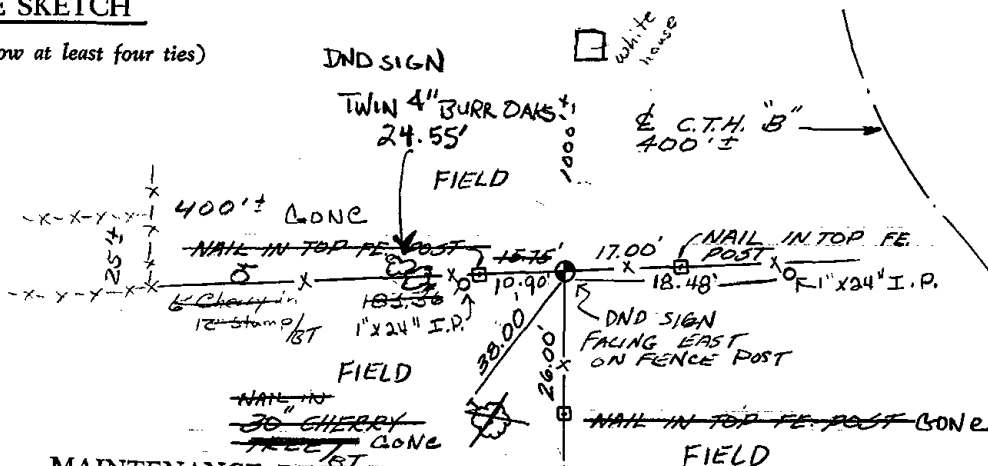 E SKETCH
ow at least four ties)
white
house
DND SIGN
TWIN 4" BURR OAKS
24.55'
1000'±
℄ C.T.H. "B"
400'±
FIELD
400'± GONE
NAIL IN TOP FE. POST
15.75'
17.00'
NAIL IN TOP FE
POST
25'±
10.90'
18.48'
1"x24" I.P.
6" Cherry in
12" Stump/BT
183.36
1"x24" I.P.
38.00'
26.00'
DND SIGN
FACING EAST
ON FENCE POST
FIELD
NAIL IN
30" CHERRY
TREE/BT GONE
NAIL IN TOP FE. POST GONE
FIELD
MAINTENANCE